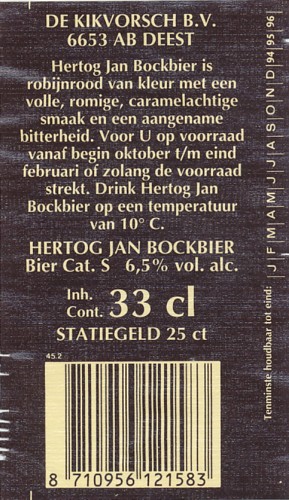 DE KIKVORSCH B.V.
6653 AB DEEST
Hertog Jan Bockbier is
robijnrood van kleur met een
volle, romige, caramelachtige
smaak en een aangename
bitterheid. Voor U op voorraad
vanaf begin oktober t/m eind
februari of zolang de voorraad
strekt. Drink Hertog Jan
Bockbier op een temperatuur
van 10° C.
HERTOG JAN BOCKBIER
Bier Cat. S 6,5% vol. alc.
Inh.
Cont. 33 cl
STATIEGELD 25 ct
45.2
8 710956 121583
Tenminste houdbaar tot eind: J F M A M J J A S O N D 94 95 96